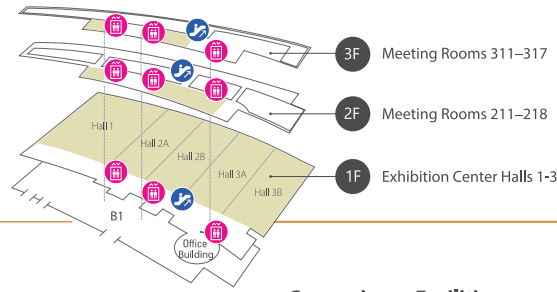 3F Meeting Rooms 311–317
2F Meeting Rooms 211–218
Hall 1
Hall 2A
Hall 2B
1F Exhibition Center Halls 1-3
Hall 3A
Hall 3B
B1
Office
Building